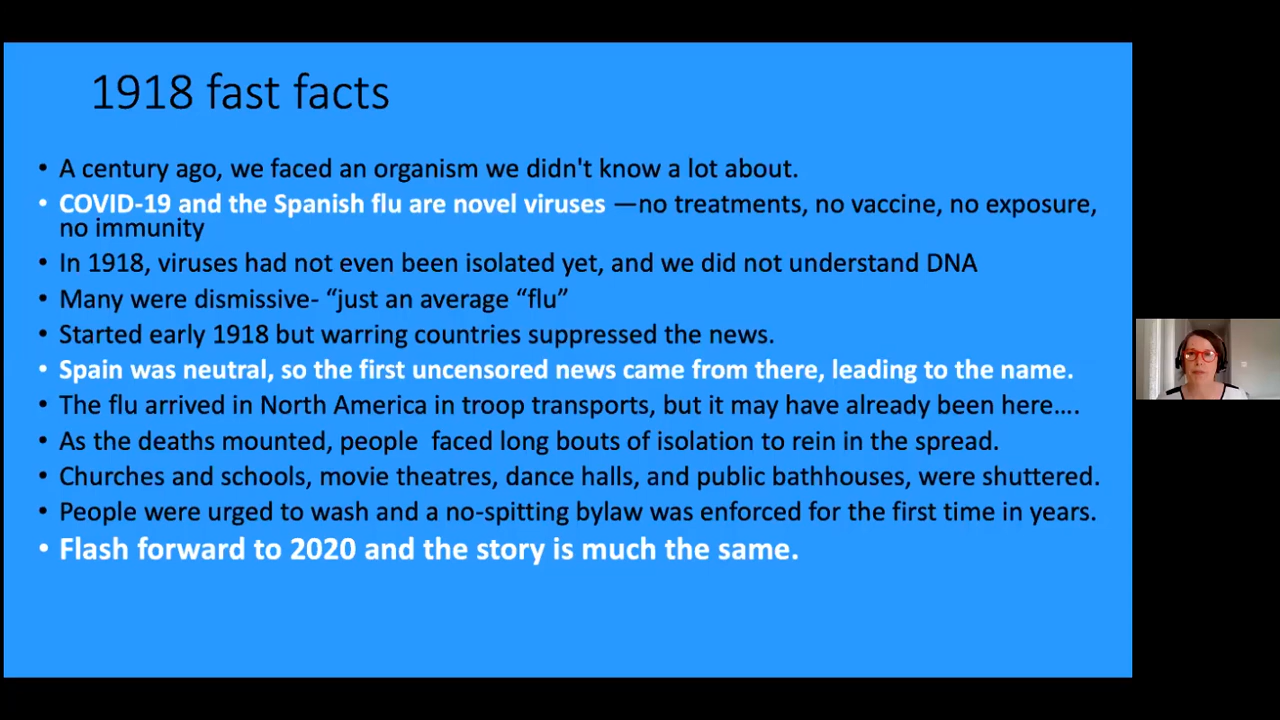 1918 fast facts
• A century ago, we faced an organism we didn't know a lot about.
• COVID-19 and the Spanish flu are novel viruses —no treatments, no vaccine, no exposure,
no immunity
• In 1918, viruses had not even been isolated yet, and we did not understand DNA
• Many were dismissive- “just an average “flu”
• Started early 1918 but warring countries suppressed the news.
• Spain was neutral, so the first uncensored news came from there, leading to the name.
• The flu arrived in North America in troop transports, but it may have already been here….
• As the deaths mounted, people  faced long bouts of isolation to rein in the spread.
• Churches and schools, movie theatres, dance halls, and public bathhouses, were shuttered.
• People were urged to wash and a no-spitting bylaw was enforced for the first time in years.
• Flash forward to 2020 and the story is much the same.